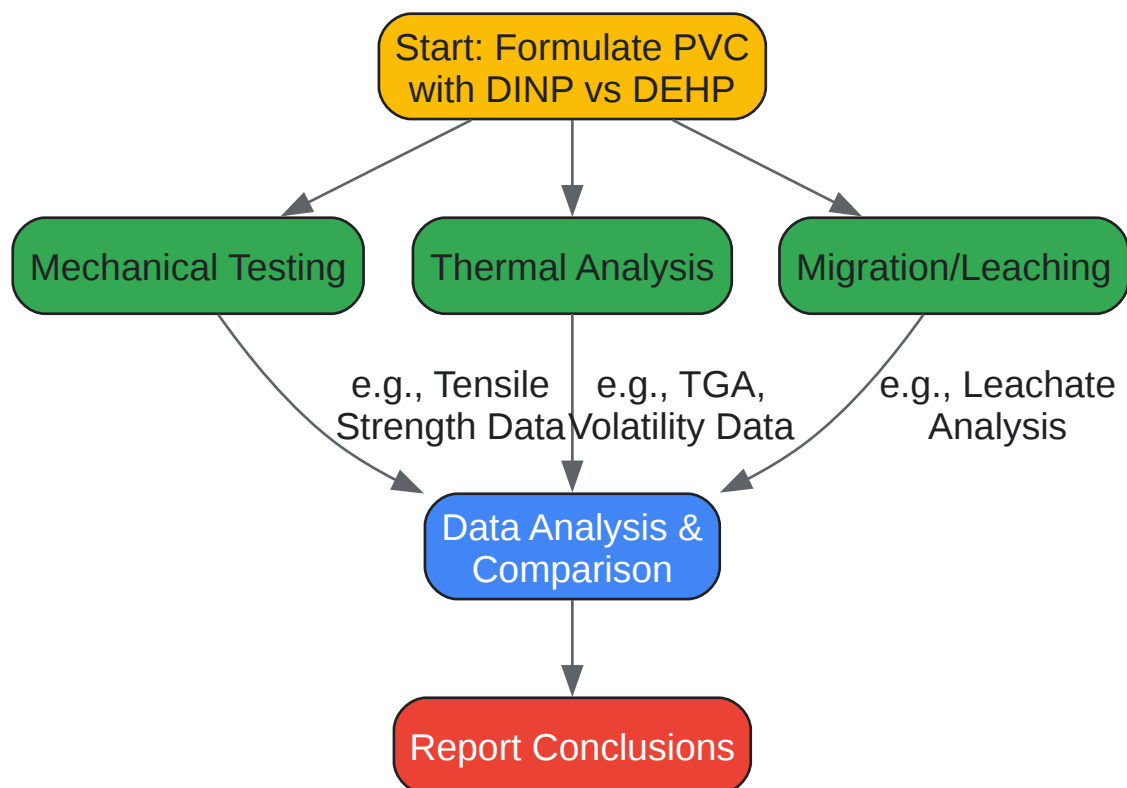 Start: Formulate PVC
with DINP vs DEHP
Mechanical Testing
Thermal Analysis
Migration/Leaching
e.g., Tensile
Strength Data
e.g., TGA,
Volatility Data
e.g., Leachate
Analysis
Data Analysis &
Comparison
Report Conclusions